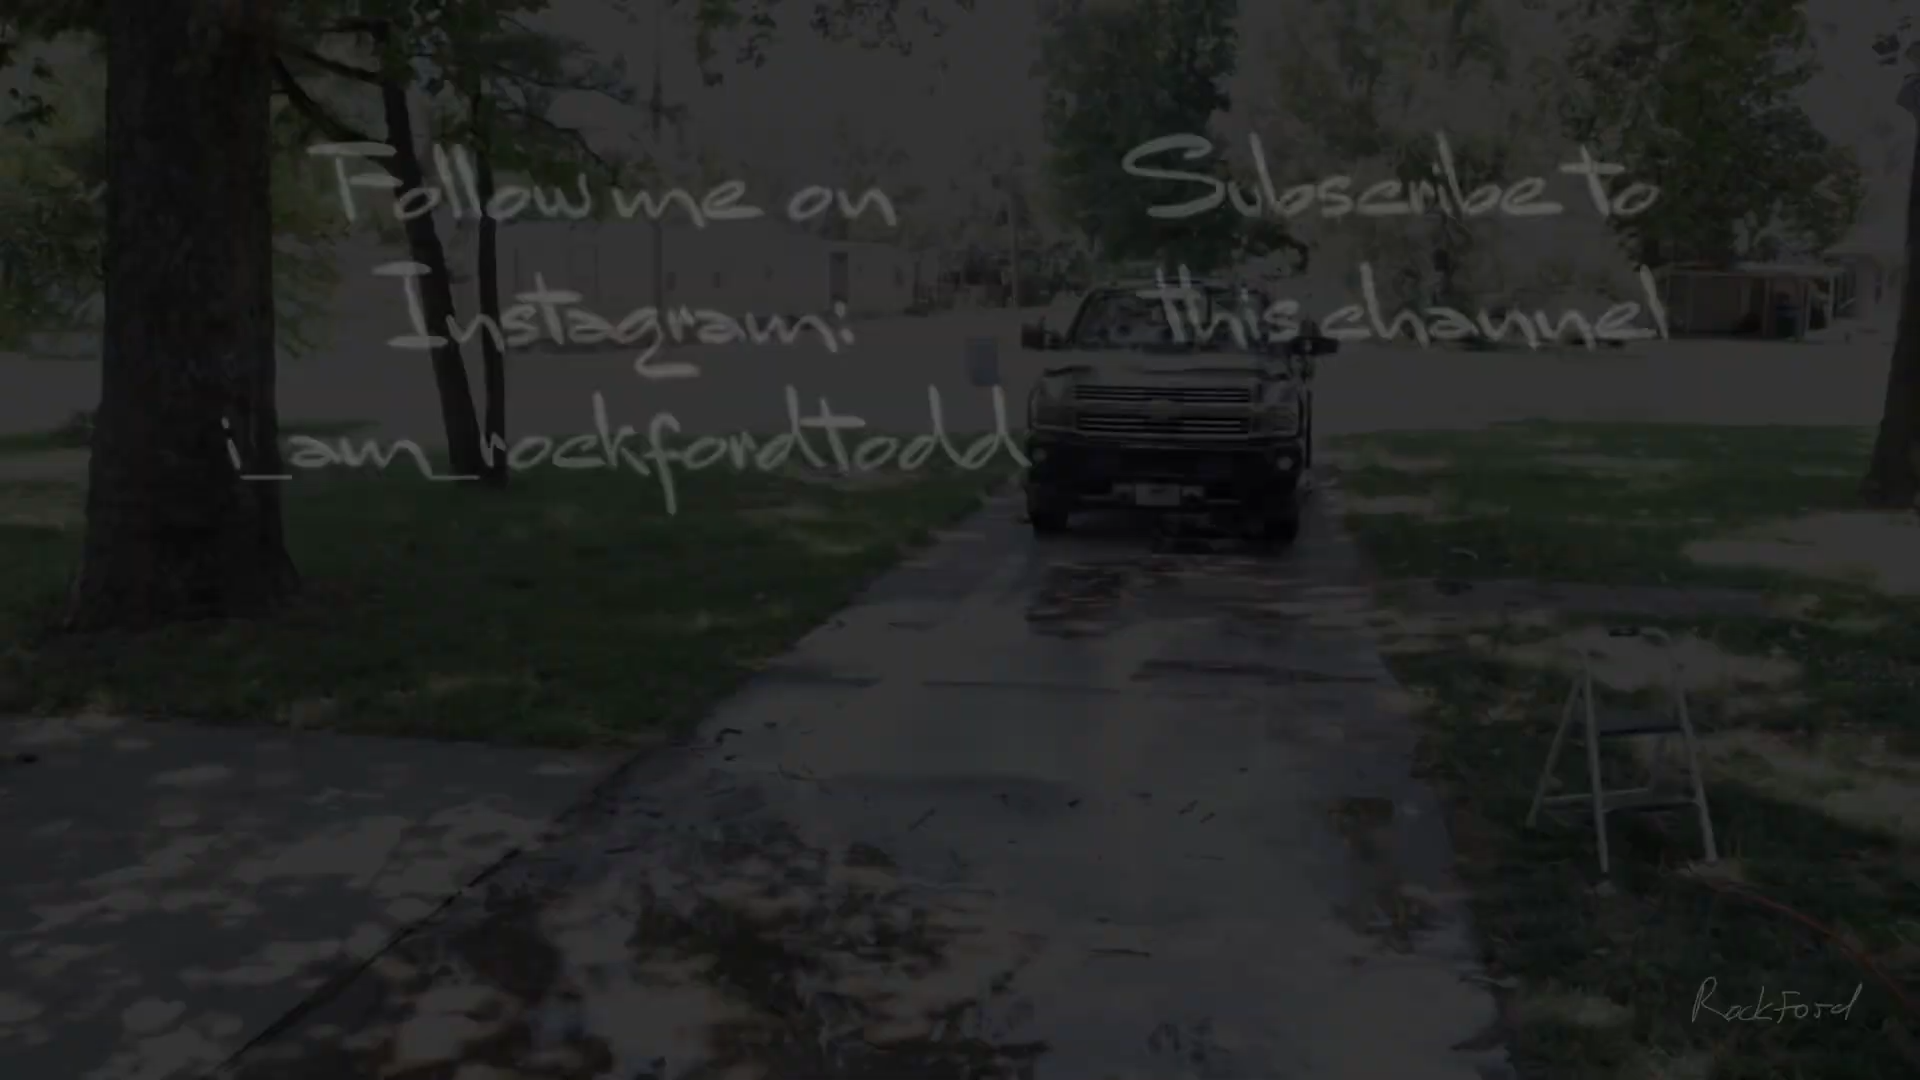 Follow me on
Instagram:
i_am_rockfordtodd
Subscribe to
this channel
RockFord